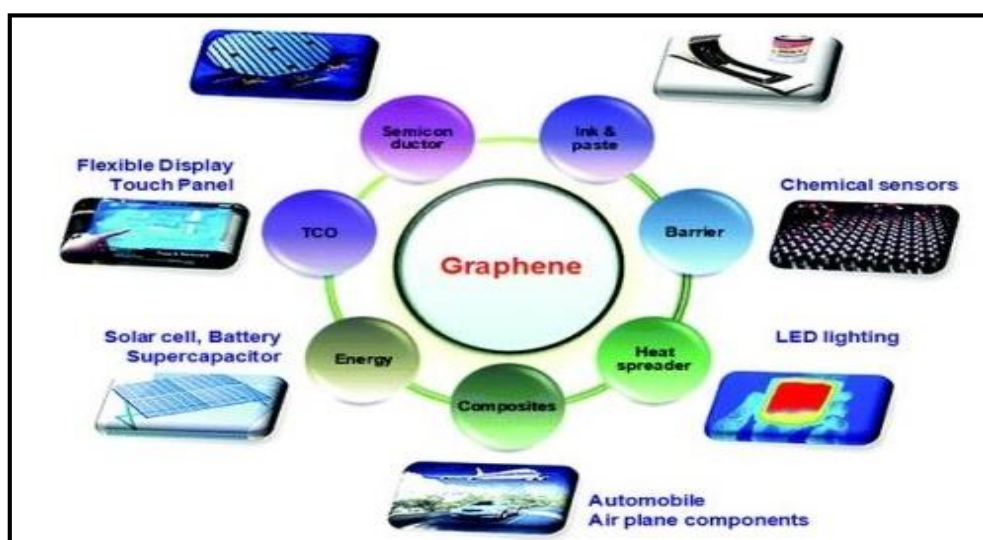 Semicon
ductor
Ink &
paste
Flexible Display
Touch Panel
TCO
Graphene
Barrier
Chemical sensors
Solar cell, Battery
Supercapacitor
Energy
Composites
Heat
spreader
LED lighting
Automobile
Air plane components